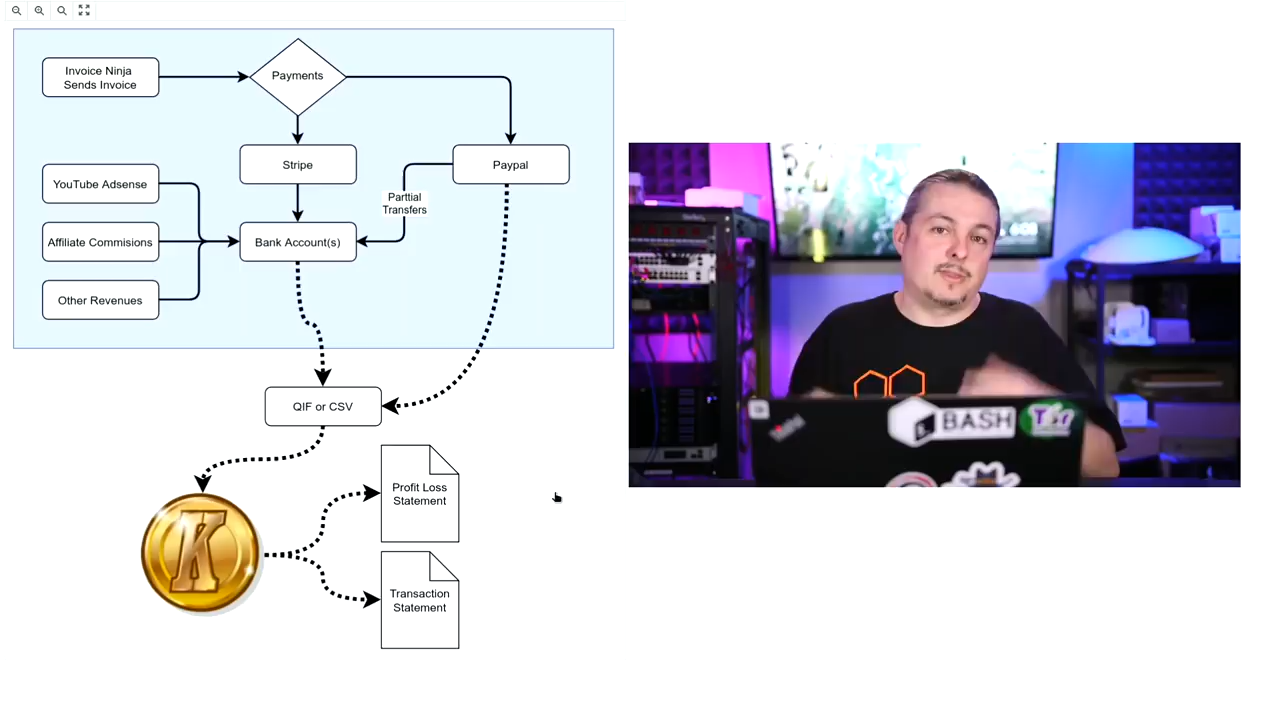 Invoice Ninja
Sends Invoice
Payments
Stripe
Paypal
YouTube Adsense
Parttial
Transfers
Affiliate Commisions
Bank Account(s)
Other Revenues
QIF or CSV
Profit Loss
Statement
K
Transaction
Statement
BASH